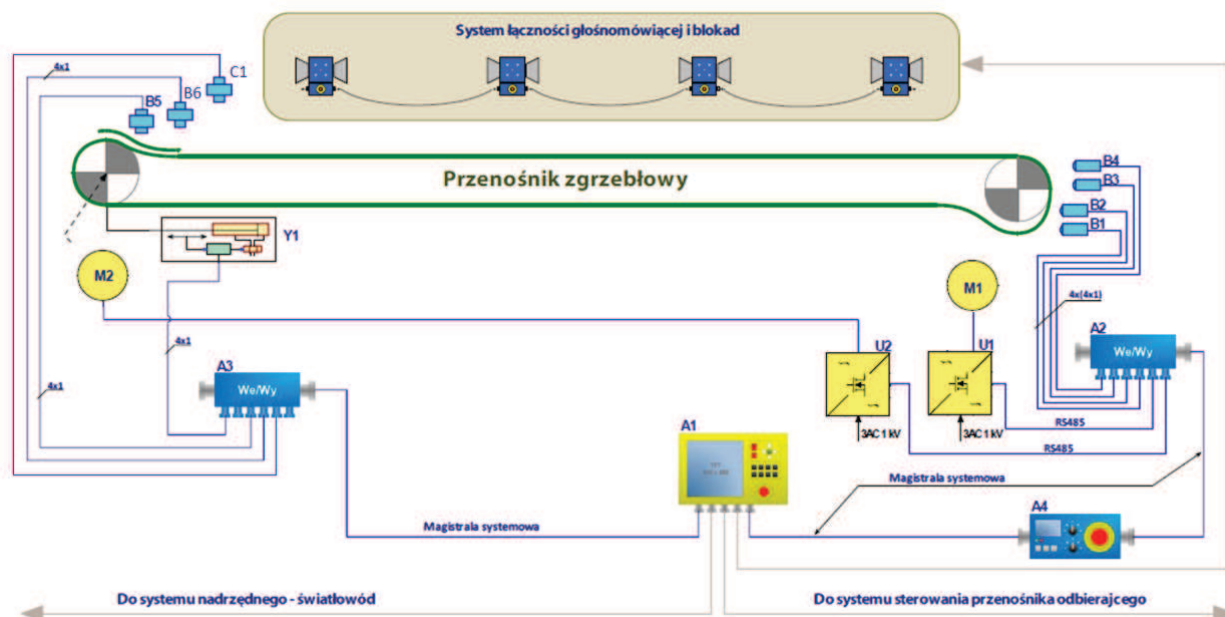 System łączności głośnomówiącej i blokad
4x1
C1
B6
B5
B4
B3
B2
B1
Przenośnik zgrzebłowy
Y1
M2
M1
4x(4x1)
A2
We/Wy
U2
U1
4x1
A3
We/Wy
4x1
3AC 1 kV
3AC 1 kV
RS485
RS485
A1
Magistrala systemowa
A4
Magistrala systemowa
Do systemu nadrzędnego - światłowód
Do systemu sterowania przenośnika odbierajcego